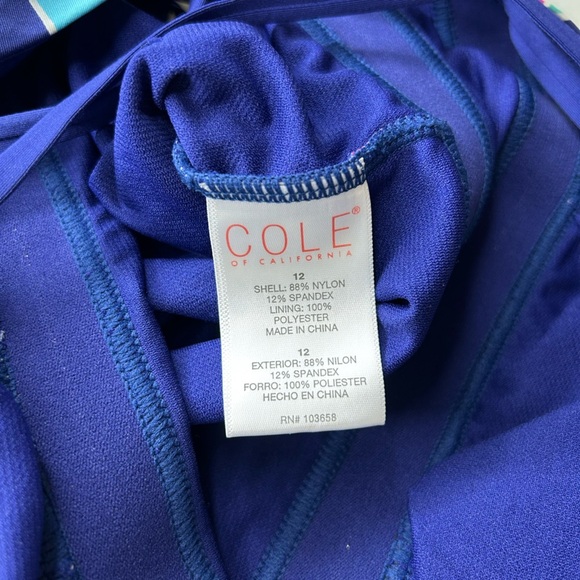 COLE®
OF CALIFORNIA
12
SHELL: 88% NYLON
12% SPANDEX
LINING: 100%
POLYESTER
MADE IN CHINA
12
EXTERIOR: 88% NILON
12% SPANDEX
FORRO: 100% POLIESTER
HECHO EN CHINA
RN# 103658